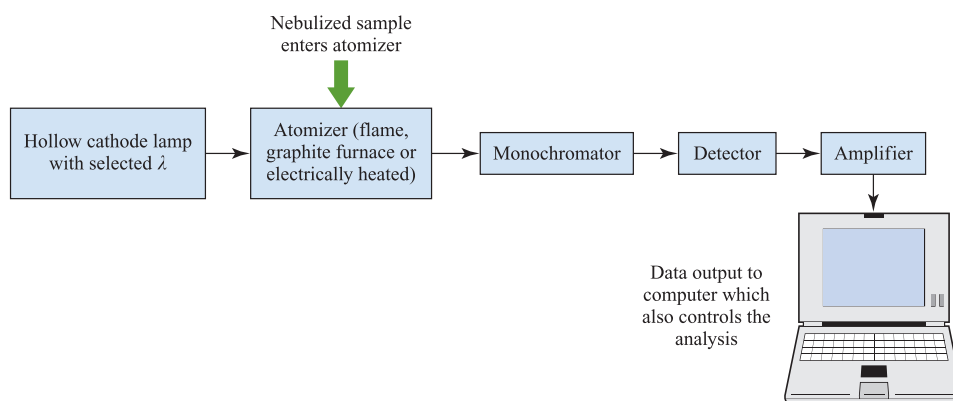 Nebulized sample
enters atomizer
Hollow cathode lamp
with selected λ
Atomizer (flame,
graphite furnace or
electrically heated)
Monochromator
Detector
Amplifier
Data output to
computer which
also controls the
analysis